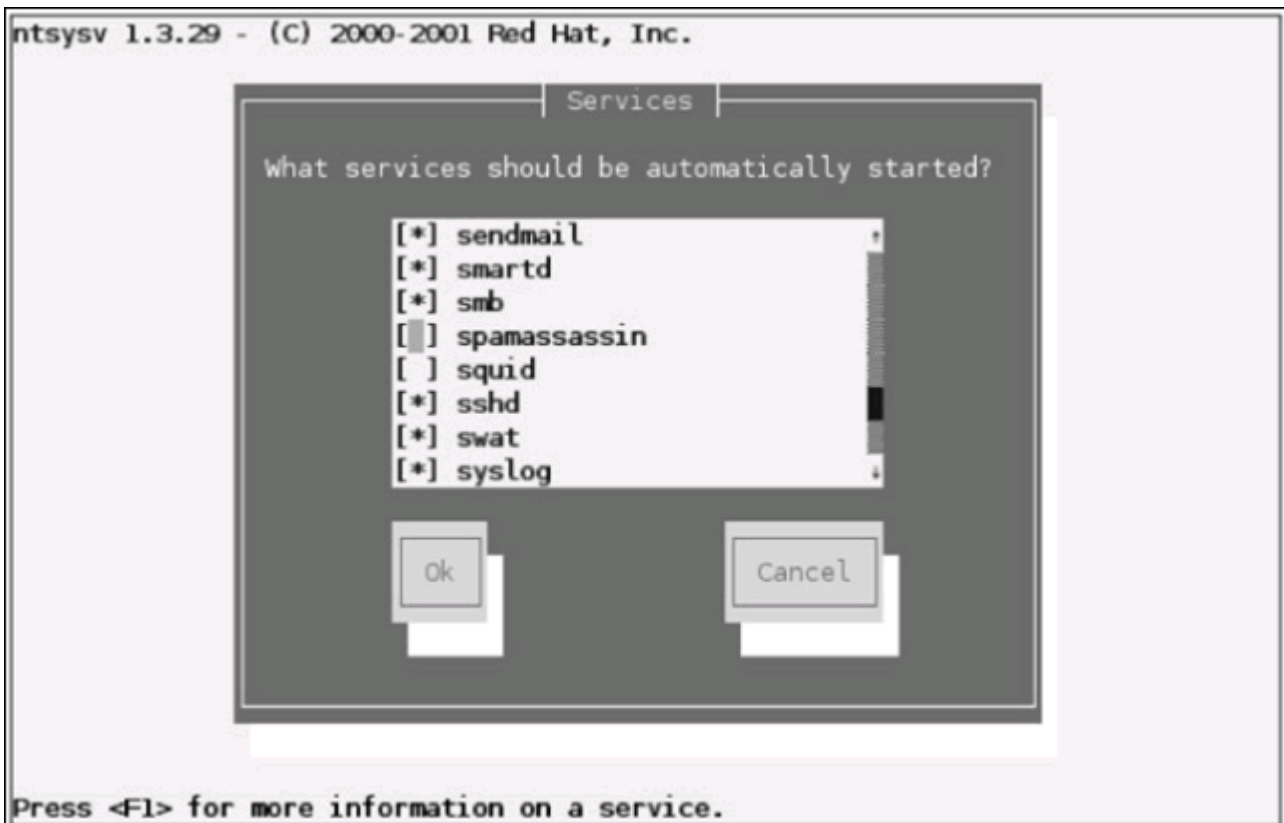 ntsysv 1.3.29 - (C) 2000-2001 Red Hat, Inc.
Services
What services should be automatically started?
[*] sendmail
[*] smartd
[*] smb
[ ] spamassassin
[ ] squid
[*] sshd
[*] swat
[*] syslog
Ok Cancel
Press <F1> for more information on a service.